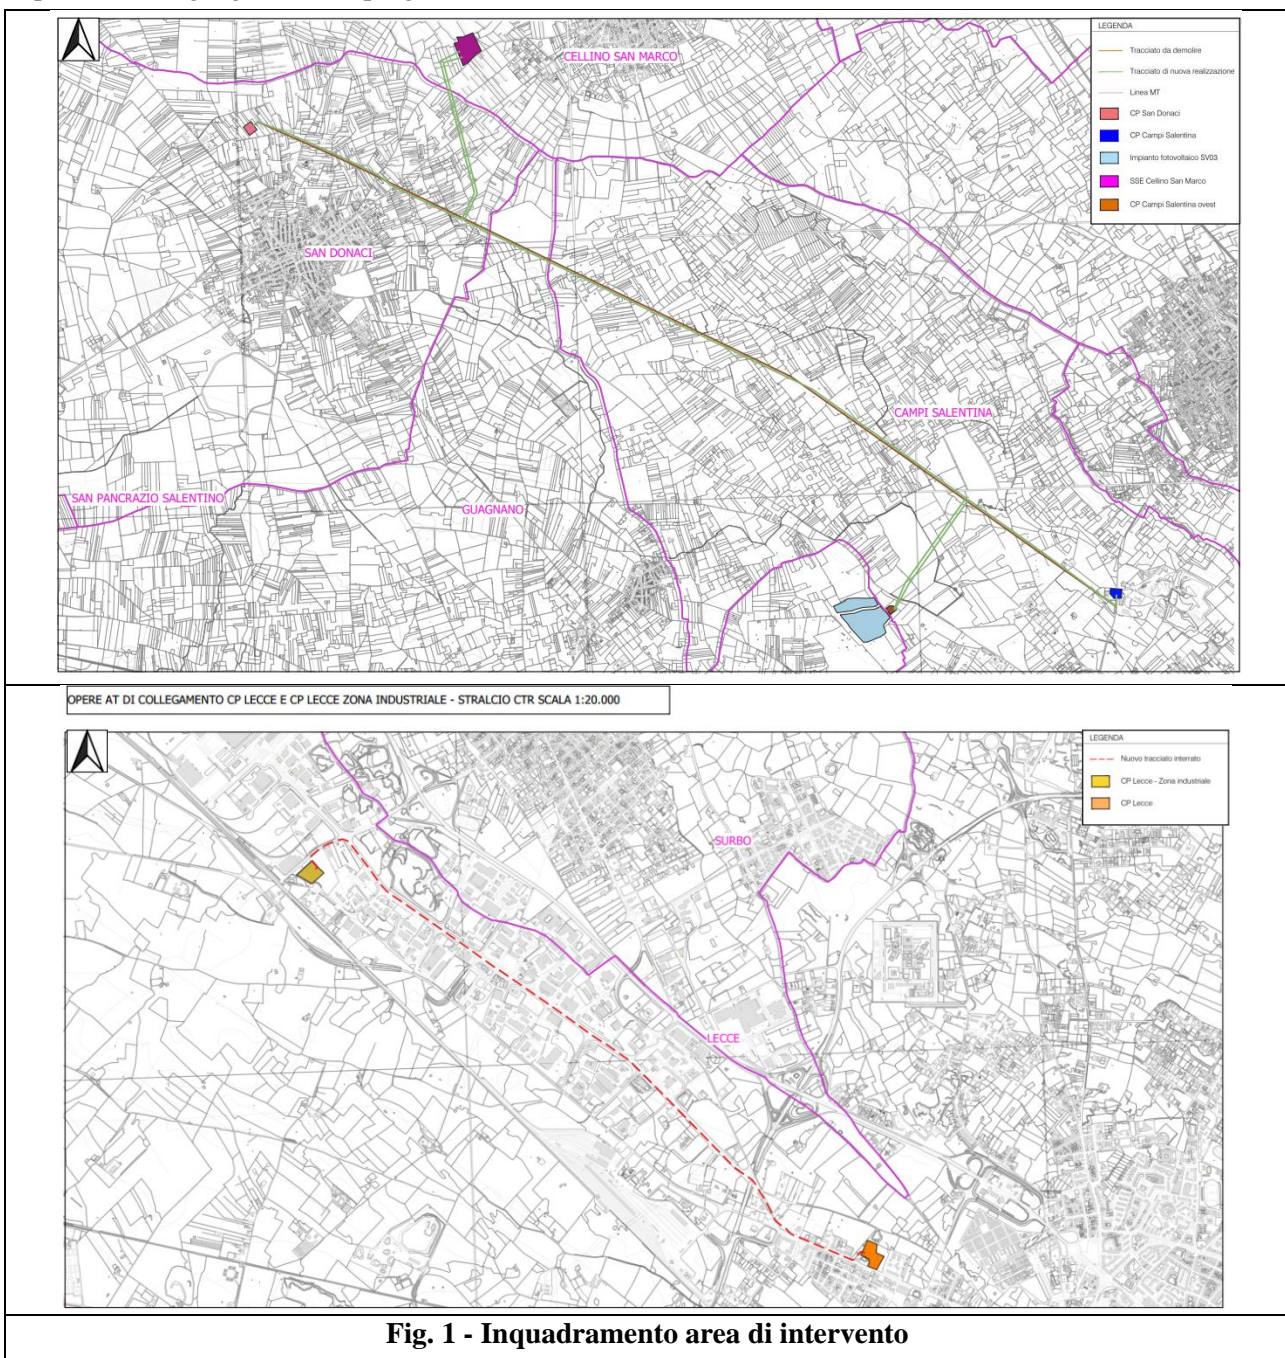 CELLINO SAN MARCO
SAN DONACI
CAMPI SALENTINA
SAN PANCRAZIO SALENTINO
GUAGNANO
LEGENDA
Tracciato da demolire
Tracciato di nuova realizzazione
Linea MT
CP San Donaci
CP Campi Salentina
Impianto fotovoltaico SV03
SSE Cellino San Marco
CP Campi Salentina ovest
OPERE AT DI COLLEGAMENTO CP LECCE E CP LECCE ZONA INDUSTRIALE - STRALCIO CTR SCALA 1:20.000
LEGENDA
Nuovo tracciato interrato
CP Lecce - Zona industriale
CP Lecce
SURBO
LECCE
Fig. 1 - Inquadramento area di intervento